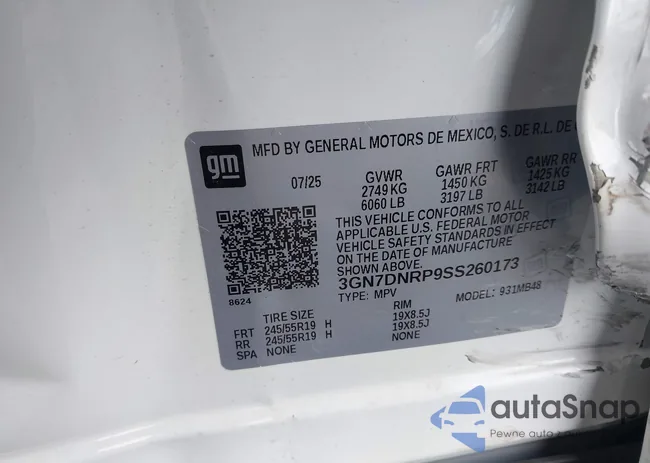 gm
MFD BY GENERAL MOTORS DE MEXICO, S. DE R.L. DE
07/25
GVWR GAWR FRT GAWR RR
2749 KG 1450 KG 1425 KG
6060 LB 3197 LB 3142 LB
THIS VEHICLE CONFORMS TO ALL
APPLICABLE U.S. FEDERAL MOTOR
VEHICLE SAFETY STANDARDS IN EFFECT
ON THE DATE OF MANUFACTURE
SHOWN ABOVE.
3GN7DNRP9SS260173
8624
TYPE: MPV MODEL: 931MB48
TIRE SIZE RIM
FRT 245/55R19 H 19X8.5J
RR 245/55R19 H 19X8.5J
SPA NONE NONE
autoSnap
Pewne auto z